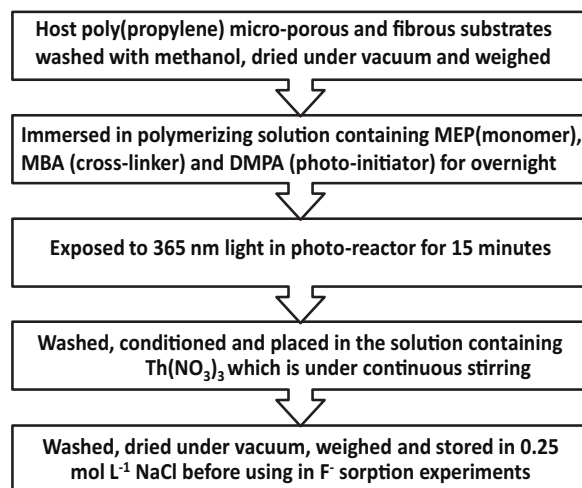 Host poly(propylene) micro-porous and fibrous substrates
washed with methanol, dried under vacuum and weighed
Immersed in polymerizing solution containing MEP(monomer),
MBA (cross-linker) and DMPA (photo-initiator) for overnight
Exposed to 365 nm light in photo-reactor for 15 minutes
Washed, conditioned and placed in the solution containing
Th(NO₃)₃ which is under continuous stirring
Washed, dried under vacuum, weighed and stored in 0.25
mol L⁻¹ NaCl before using in F⁻ sorption experiments